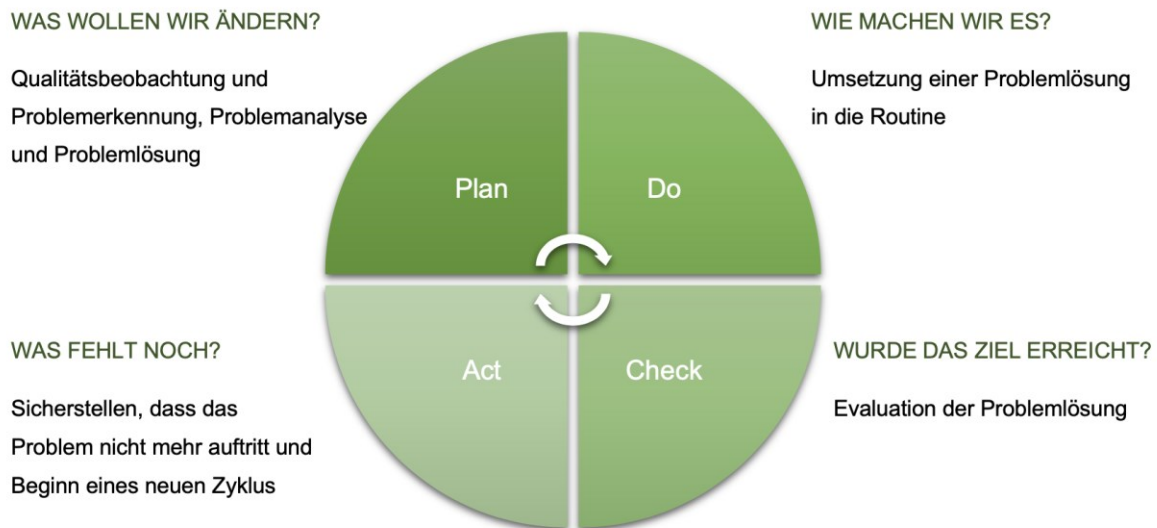 WAS WOLLEN WIR ÄNDERN?
Qualitätsbeobachtung und
Problemerkennung, Problemanalyse
und Problemlösung
WIE MACHEN WIR ES?
Umsetzung einer Problemlösung
in die Routine
Plan
Do
WAS FEHLT NOCH?
Sicherstellen, dass das
Problem nicht mehr auftritt und
Beginn eines neuen Zyklus
Act
Check
WURDE DAS ZIEL ERREICHT?
Evaluation der Problemlösung